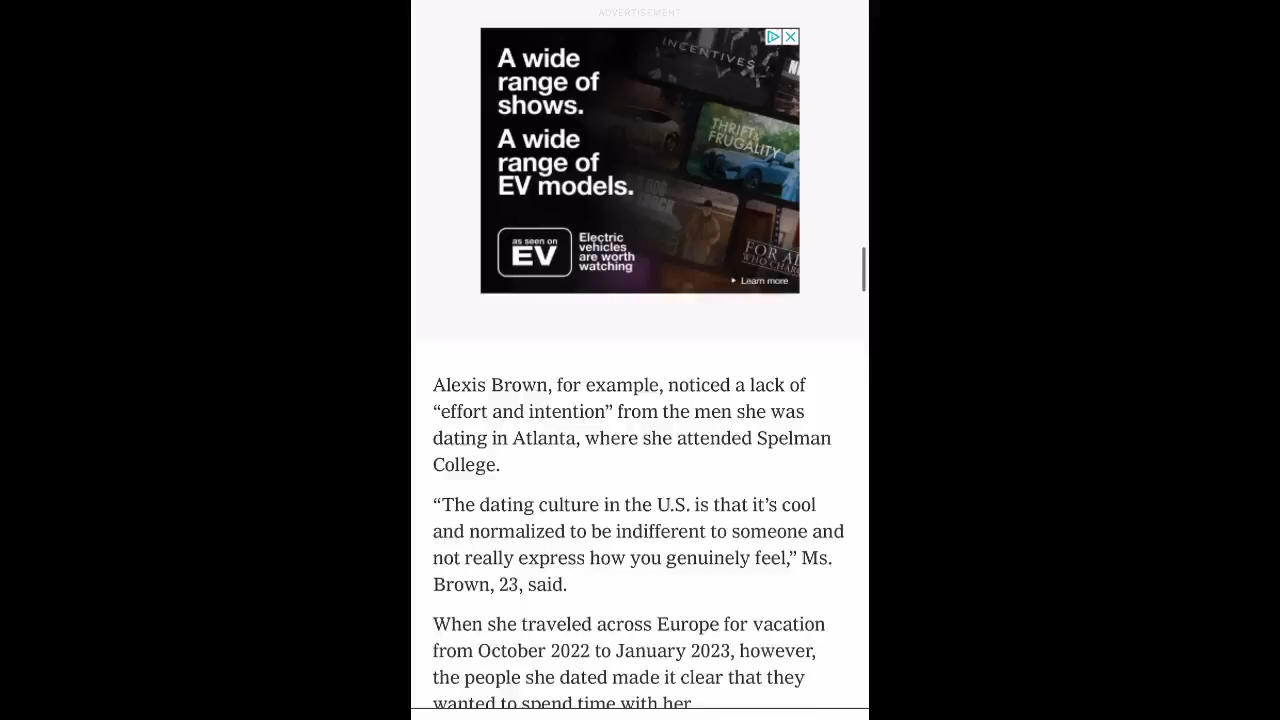 ADVERTISEMENT
A wide
range of
shows.
A wide
range of
EV models.
INCENTIVES
THRIFT &
FRUGALITY
FOR AL
WHO CHARG
as seen on
EV
Electric
vehicles
are worth
watching
Learn more
Alexis Brown, for example, noticed a lack of
“effort and intention” from the men she was
dating in Atlanta, where she attended Spelman
College.
“The dating culture in the U.S. is that it’s cool
and normalized to be indifferent to someone and
not really express how you genuinely feel,” Ms.
Brown, 23, said.
When she traveled across Europe for vacation
from October 2022 to January 2023, however,
the people she dated made it clear that they
wanted to spend time with her